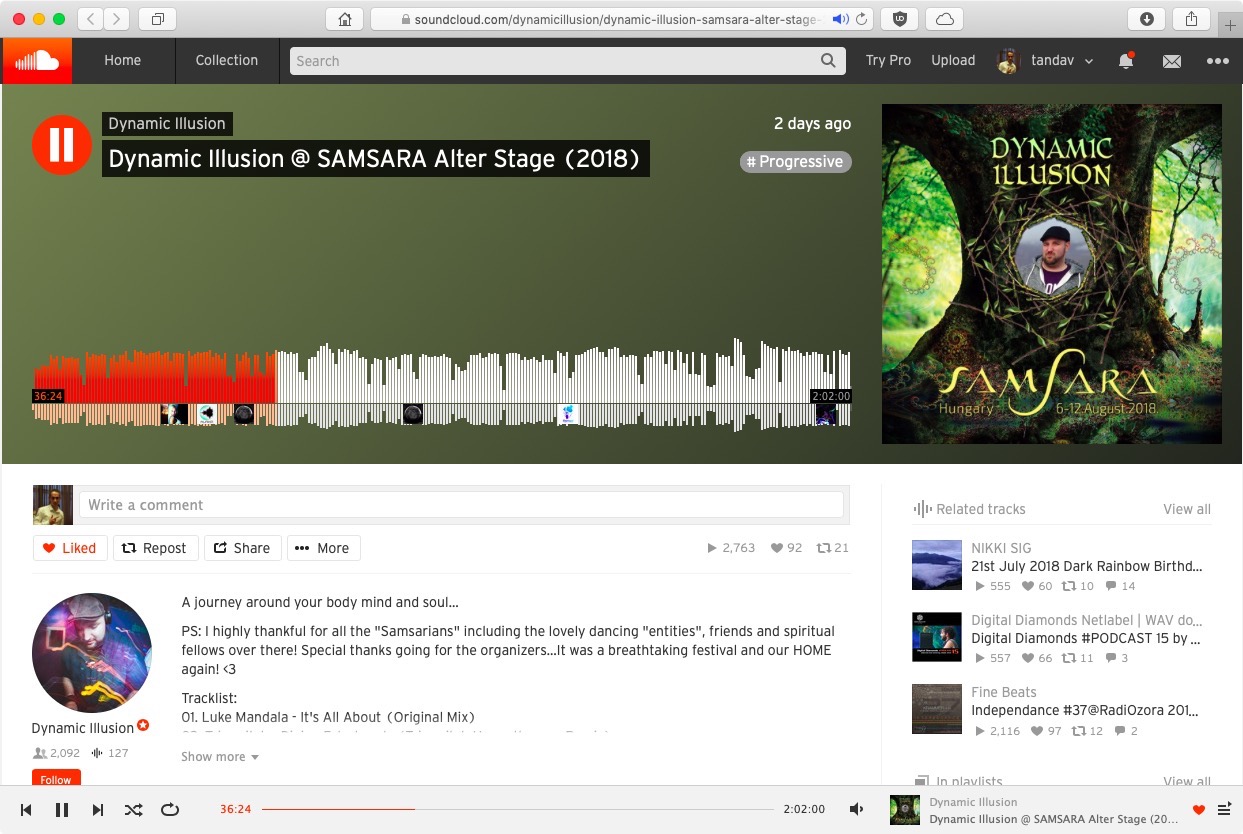 soundcloud.com/dynamicillusion/dynamic-illusion-samsara-alter-stage-
Home
Collection
Search
Try Pro
Upload
tandav
Dynamic Illusion
2 days ago
Dynamic Illusion @ SAMSARA Alter Stage (2018)
# Progressive
DYNAMIC
ILLUSION
SAMSARA
Hungary 6-12 August 2018.
36:24
2:02:00
Write a comment
Liked
Repost
Share
More
2,763
92
21
Related tracks
View all
NIKKI SIG
21st July 2018 Dark Rainbow Birthd...
555 60 10 14
Digital Diamonds Netlabel | WAV do...
Digital Diamonds #PODCAST 15 by ...
557 66 11 3
Fine Beats
Independance #37@RadiOzora 201...
2,116 97 12 2
In playlists
View all
A journey around your body mind and soul...
PS: I highly thankful for all the "Samsarians" including the lovely dancing "entities", friends and spiritual
fellows over there! Special thanks going for the organizers...It was a breathtaking festival and our HOME
again! <3
Tracklist:
01. Luke Mandala - It's All About (Original Mix)
Show more
Dynamic Illusion
2,092 127
Follow
36:24
2:02:00
Dynamic Illusion
Dynamic Illusion @ SAMSARA Alter Stage (20...